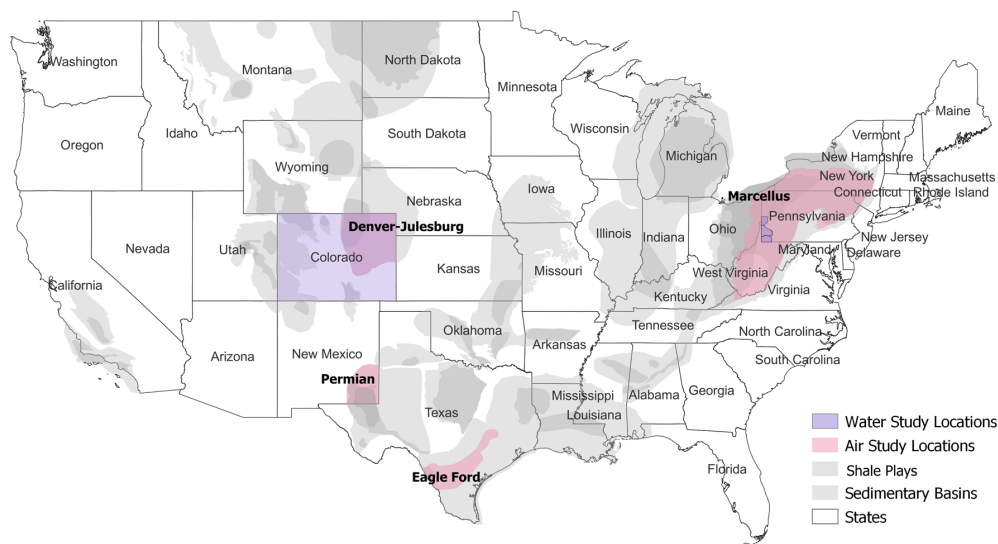 Washington
Montana
North Dakota
Minnesota
Maine
Oregon
Idaho
South Dakota
Wisconsin
Michigan
Vermont
New Hampshire
Wyoming
New York
Massachusetts
Connecticut
Rhode Island
Iowa
Nebraska
Marcellus
Pennsylvania
Nevada
Utah
Denver-Julesburg
Colorado
Illinois
Indiana
Ohio
New Jersey
Maryland
Delaware
California
Kansas
Missouri
West Virginia
Virginia
Kentucky
Oklahoma
Tennessee
North Carolina
Arizona
New Mexico
Arkansas
South Carolina
Permian
Texas
Mississippi
Alabama
Georgia
Louisiana
Eagle Ford
Florida
Water Study Locations
Air Study Locations
Shale Plays
Sedimentary Basins
States